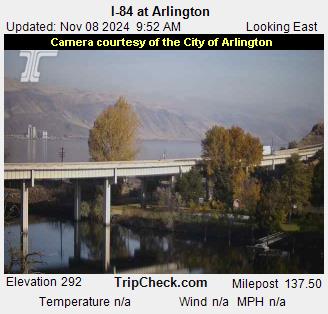 I-84 at Arlington
Updated: Nov 08 2024 9:52 AM Looking East
Camera courtesy of the City of Arlington
Elevation 292 TripCheck.com Milepost 137.50
Temperature n/a Wind n/a MPH n/a